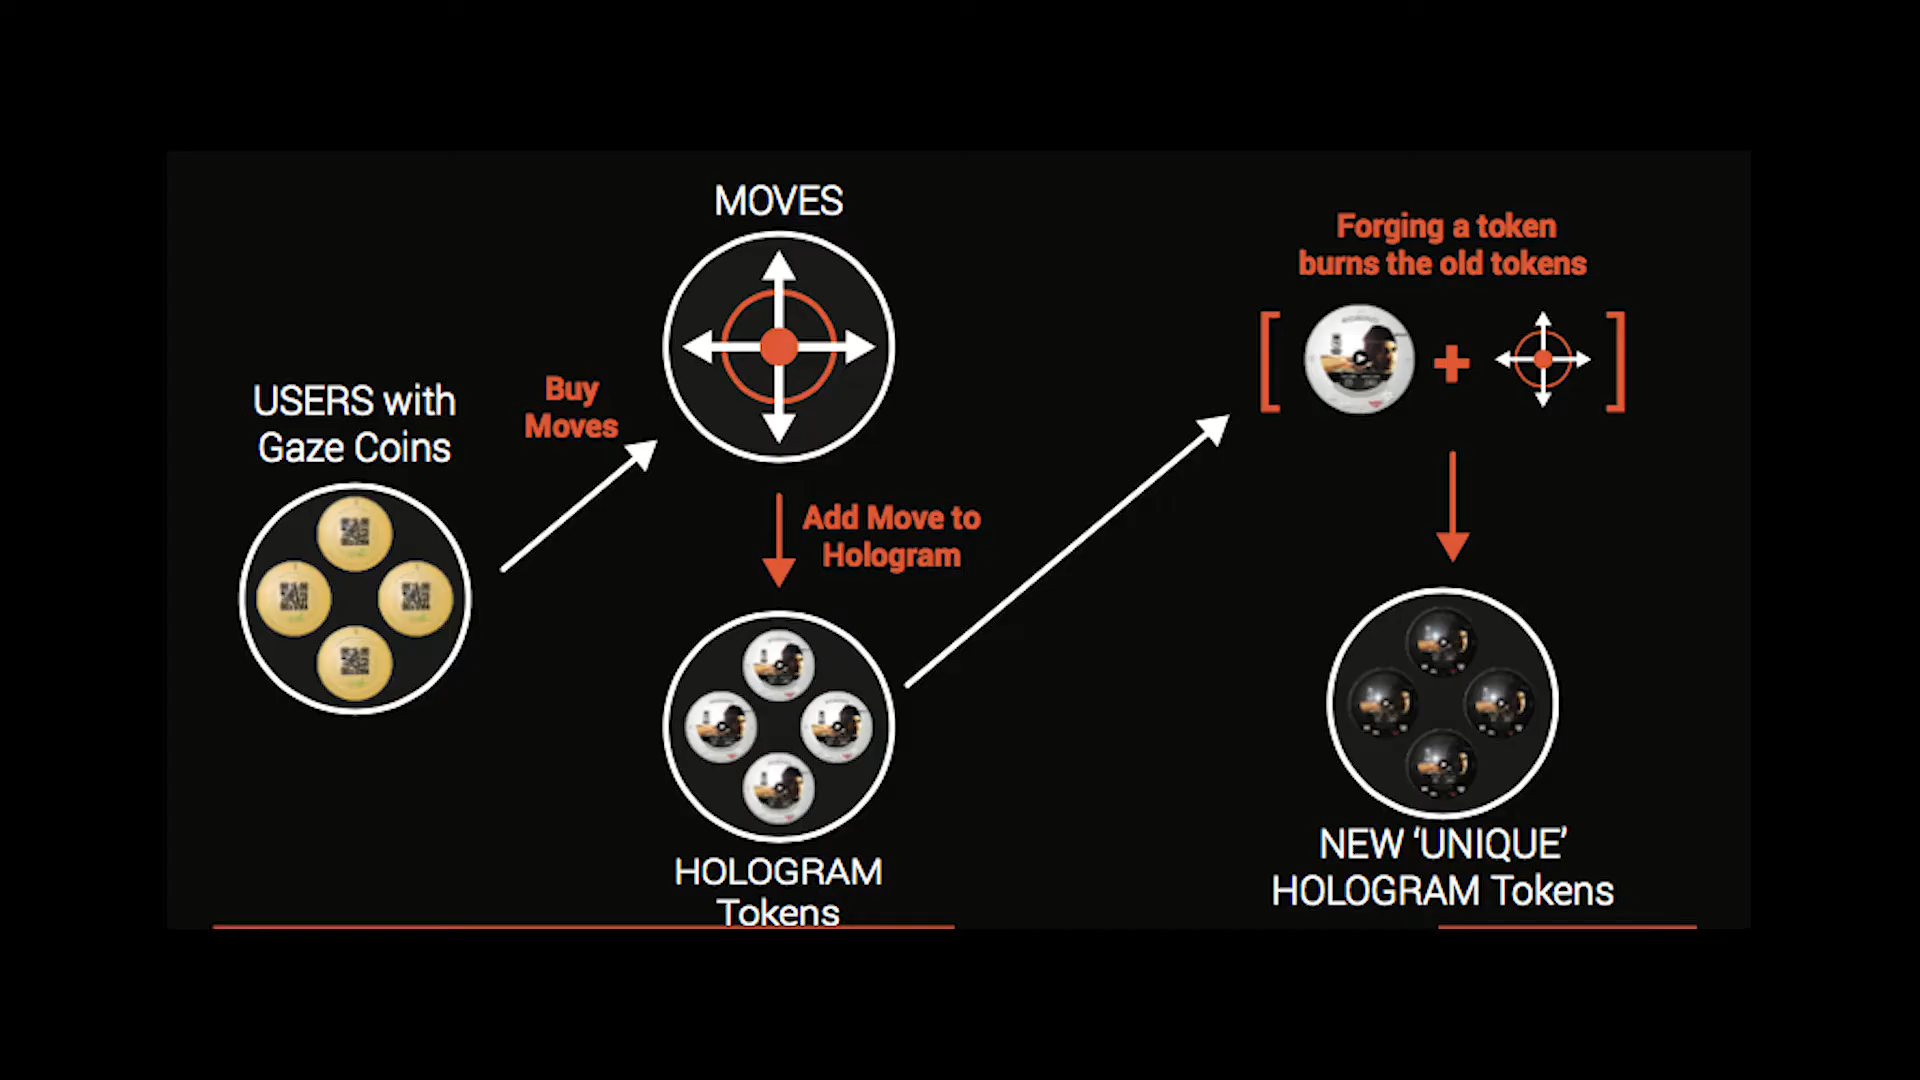 MOVES
Forging a token
burns the old tokens
USERS with
Gaze Coins
Buy
Moves
Add Move to
Hologram
HOLOGRAM
Tokens
NEW ‘UNIQUE’
HOLOGRAM Tokens